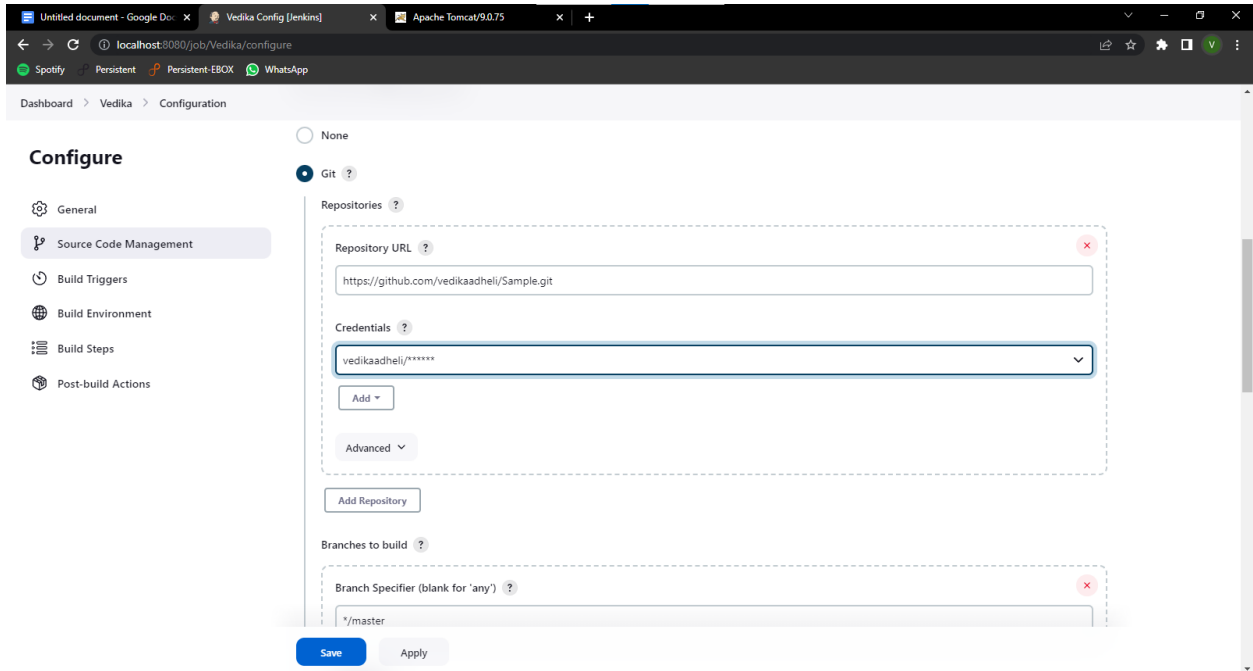 Untitled document - Google Doc
Vedika Config [Jenkins]
Apache Tomcat/9.0.75
localhost:8080/job/Vedika/configure
V
Spotify
Persistent
Persistent-EBOX
WhatsApp
Dashboard > Vedika > Configuration
Configure
General
Source Code Management
Build Triggers
Build Environment
Build Steps
Post-build Actions
None
Git ?
Repositories ?
Repository URL ?
https://github.com/vedikaadheli/Sample.git
Credentials ?
vedikaadheli/******
Add
Advanced
Add Repository
Branches to build ?
Branch Specifier (blank for 'any') ?
*/master
Save
Apply